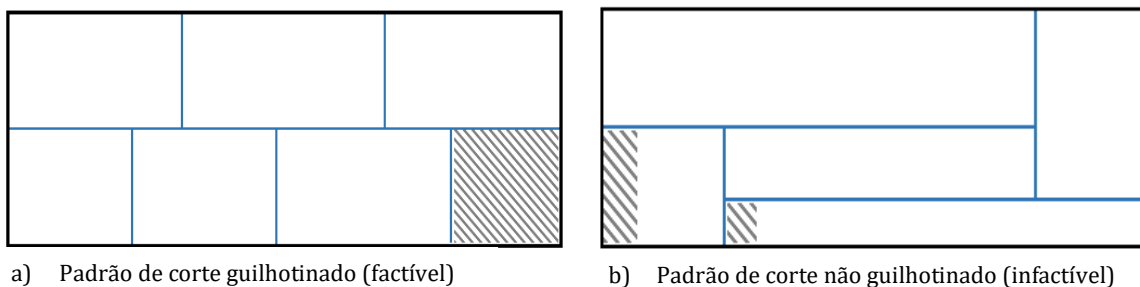 a) Padrão de corte guilhotinado (factível)
b) Padrão de corte não guilhotinado (infactível)